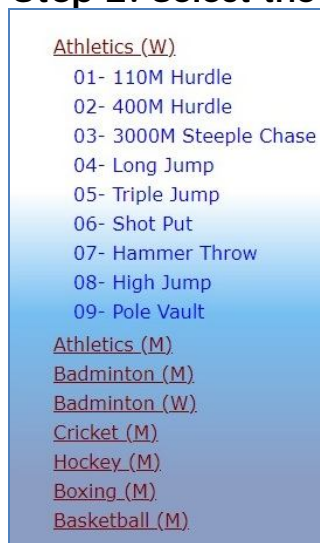 Step 2: Select the
Athletics (W)
01- 110M Hurdle
02- 400M Hurdle
03- 3000M Steeple Chase
04- Long Jump
05- Triple Jump
06- Shot Put
07- Hammer Throw
08- High Jump
09- Pole Vault
Athletics (M)
Badminton (M)
Badminton (W)
Cricket (M)
Hockey (M)
Boxing (M)
Basketball (M)